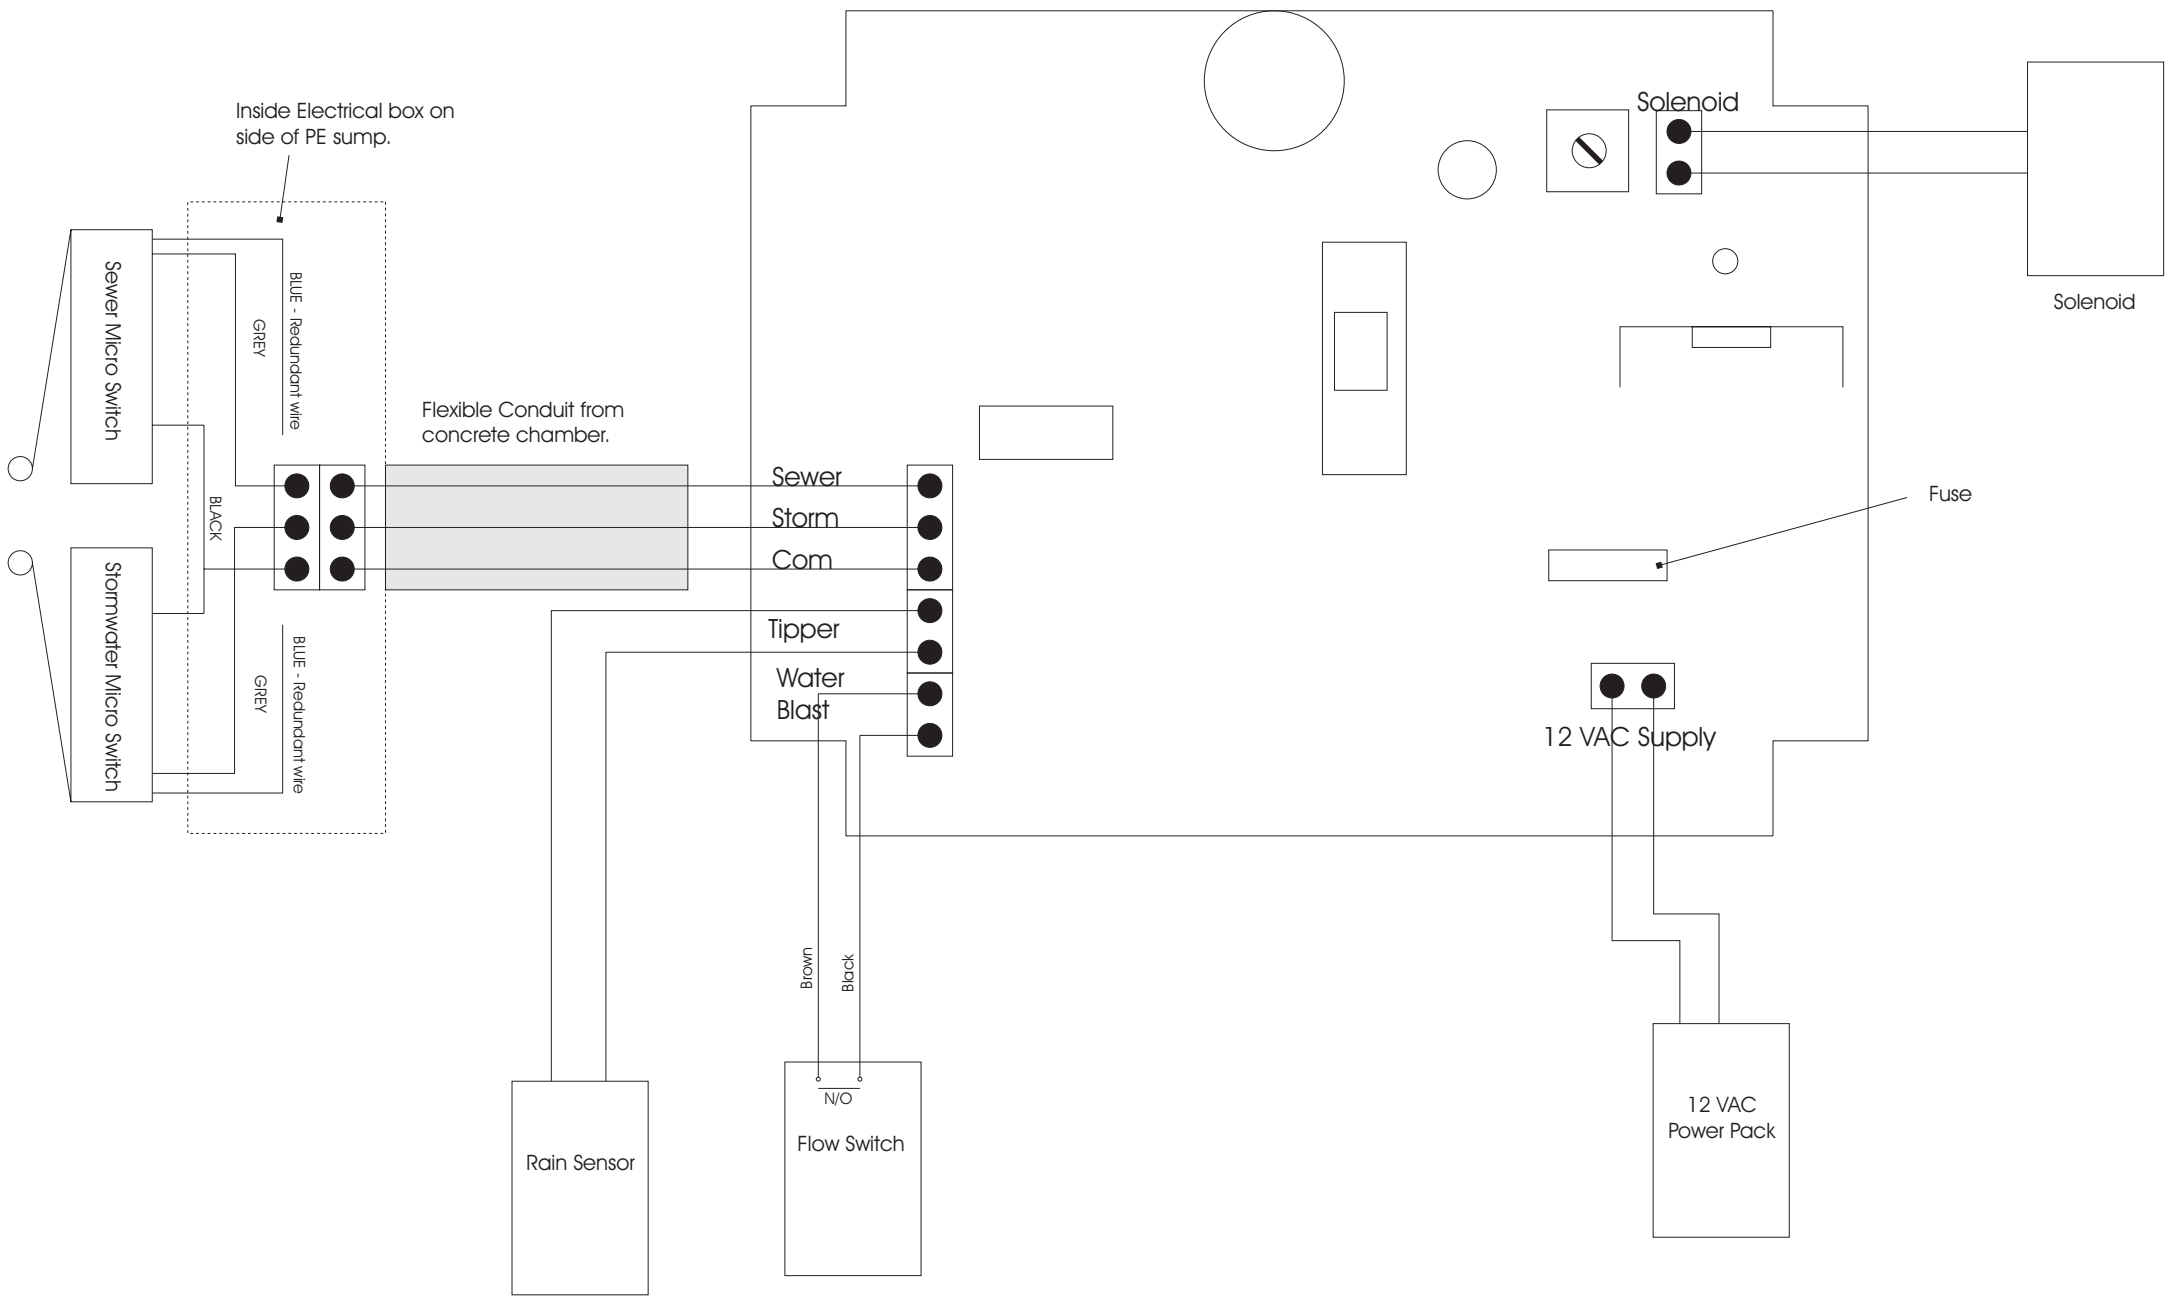 Inside Electrical box on
side of PE sump.
Solenoid
Solenoid
Sewer Micro Switch
GREY
BLUE - Redundant wire
Flexible Conduit from
concrete chamber.
BLACK
Sewer
Storm
Com
Tipper
Water
Blast
Fuse
12 VAC Supply
Stormwater Micro Switch
GREY
BLUE - Redundant wire
Brown
Black
N/O
Flow Switch
Rain Sensor
12 VAC
Power Pack